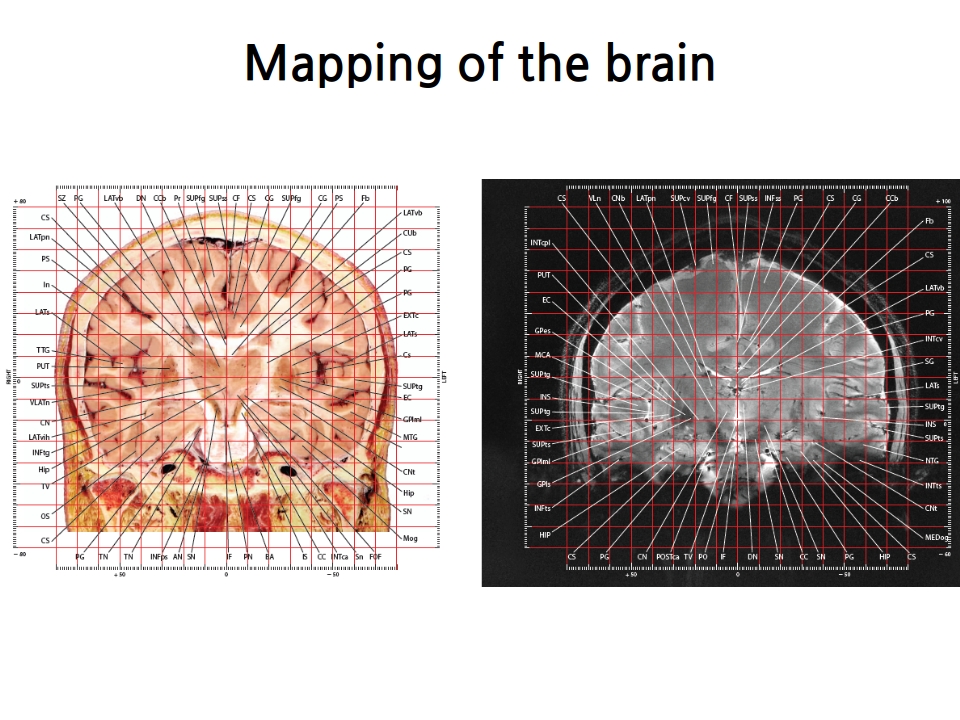 Mapping of the brain
SZ PG LATvb DN CCb Pr SUPfg SUPss CF CS CG SUPfg CG PS Fb
+ 80
CS
LATpn
PS
In
LATs
TTG
PUT
RIGHT
0
SUPts
VLATn
CN
LATvih
INFtg
Hip
TV
OS
CS
− 80
LATvb
CUb
CS
PG
PG
EXTc
LATs
Cs
LEFT
SUPtg
EC
GPlml
MTG
CNt
Hip
SN
Mog
PG TN TN INFps AN SN IF PN BA IS CC INTca Sn FOF
+ 50 0 − 50
CS VLn CNb LATpn SUPcv SUPfg CF SUPss INFss PG CS CG CCb
+ 100
INTcpl
PUT
EC
GPes
MCA
SUPtg
RIGHT
INS
SUPtg
EXTc
SUPts
GPlml
GPis
INFts
HIP
Fb
CS
LATvb
PG
INTcv
SG
LEFT
LATs
SUPtg
INS
SUPts
NTG
INTts
CNt
MEDog
− 60
CS PG CN POSTca TV PO IF DN SN CC SN PG HIP CS
+ 50 0 − 50